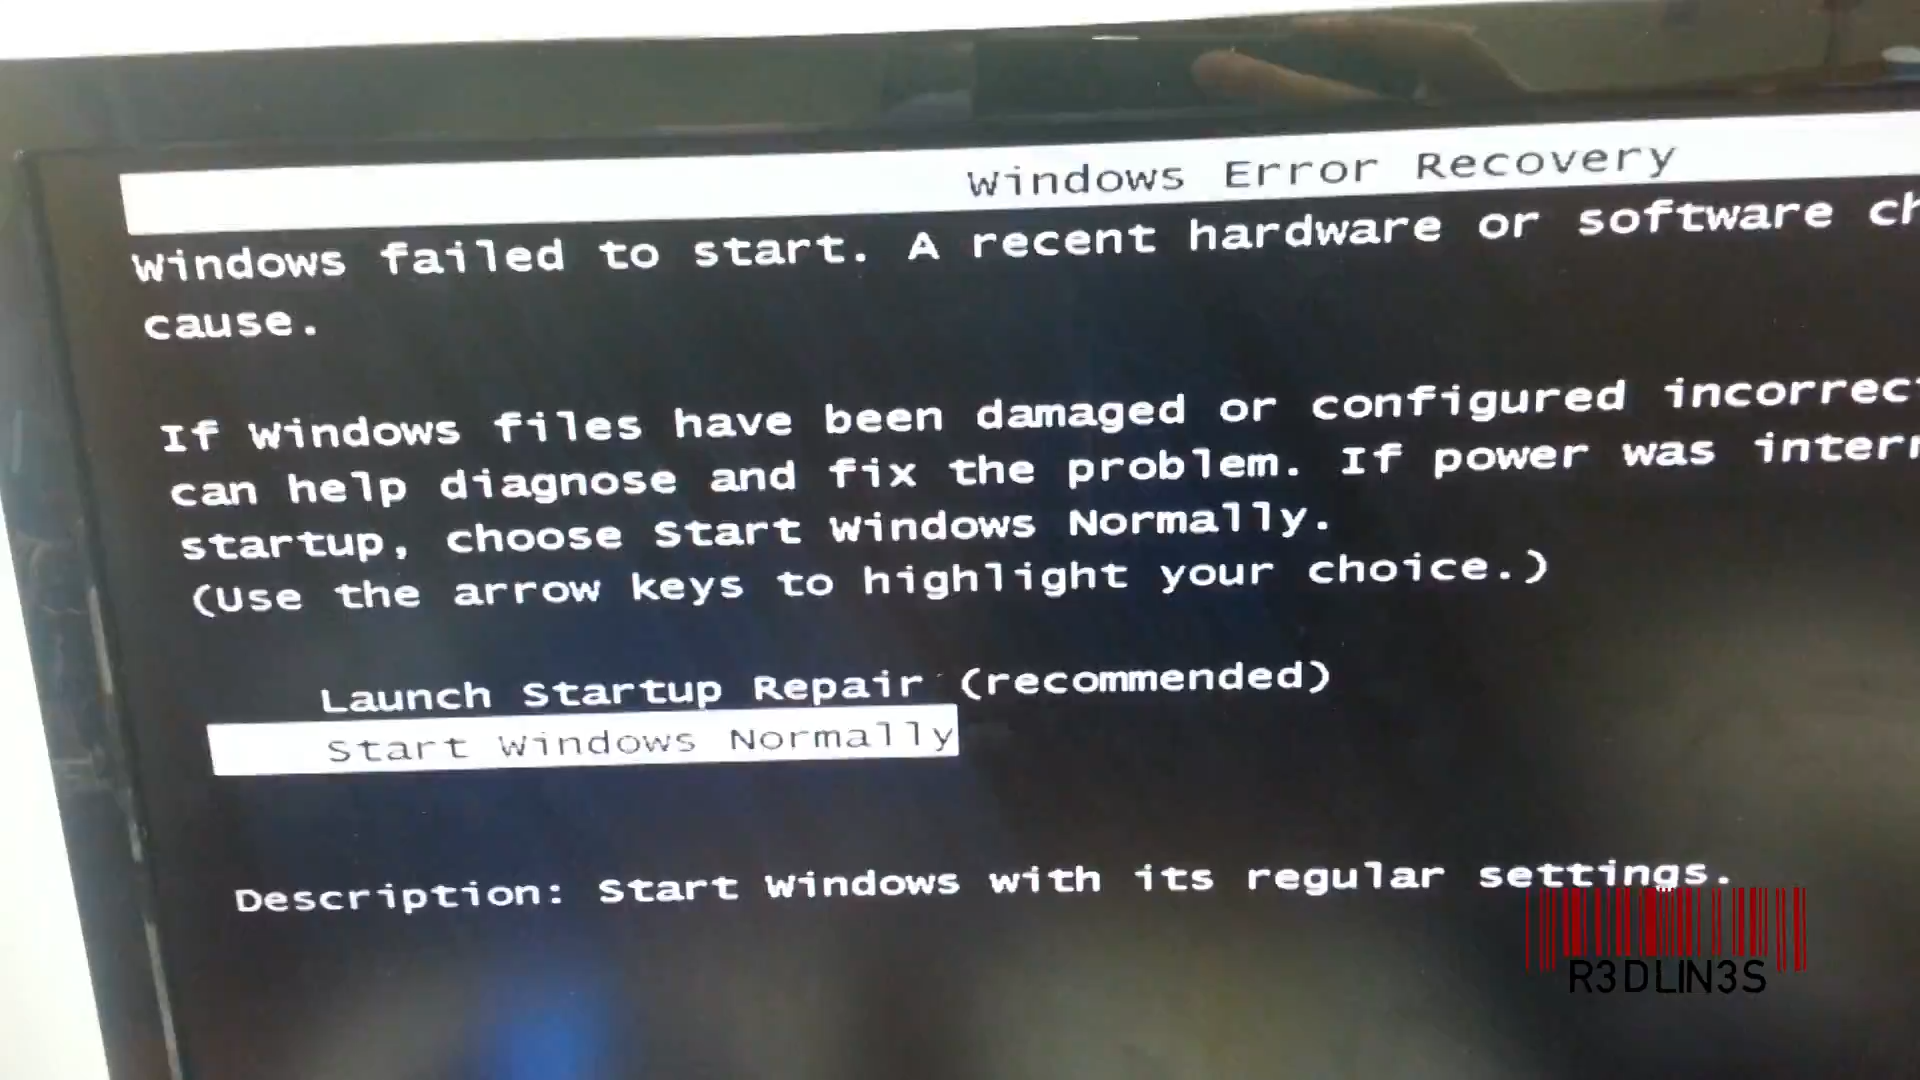 Windows Error Recovery
Windows failed to start. A recent hardware or software
cause.
If Windows files have been damaged or configured
can help diagnose and fix the problem. If power was
startup, choose Start Windows Normally.
(Use the arrow keys to highlight your choice.)
Launch Startup Repair (recommended)
Start Windows Normally
Description: Start Windows with its regular settings.
R3DLIN3S